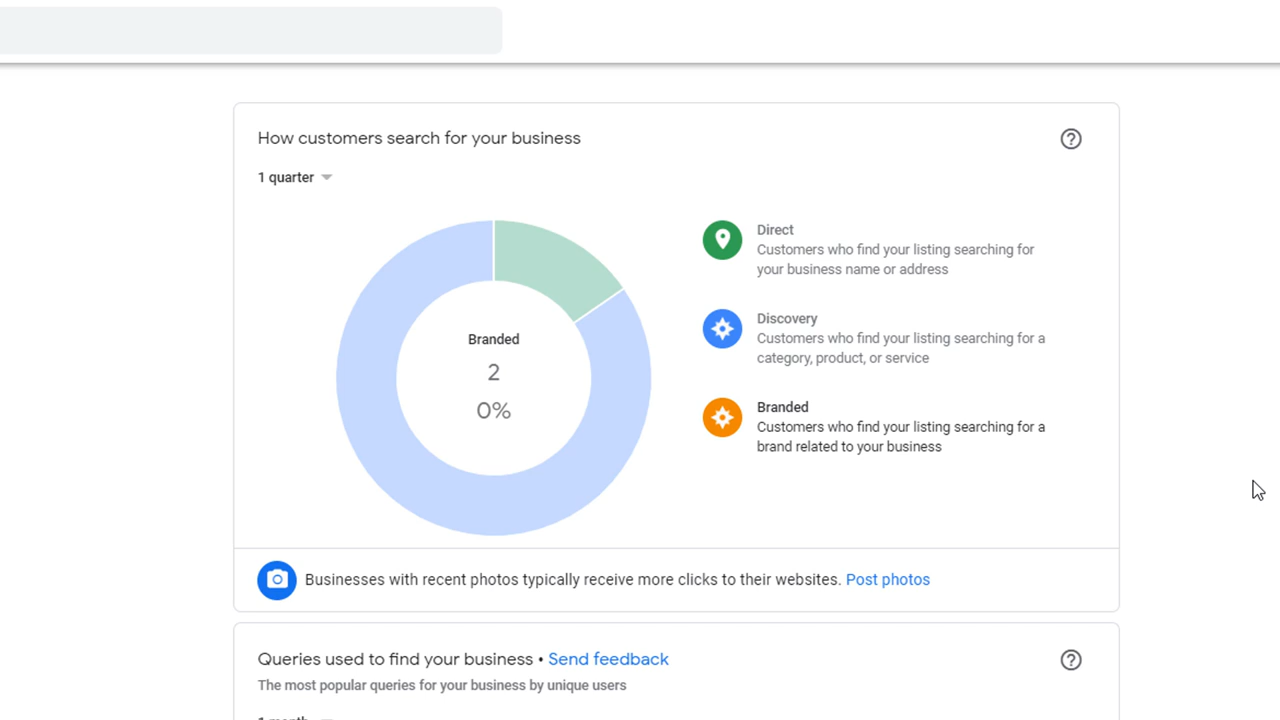 How customers search for your business
1 quarter
Direct
Customers who find your listing searching for
your business name or address
Discovery
Customers who find your listing searching for a
category, product, or service
Branded
Customers who find your listing searching for a
brand related to your business
Branded
2
0%
Businesses with recent photos typically receive more clicks to their websites. Post photos
Queries used to find your business • Send feedback
The most popular queries for your business by unique users
1 month